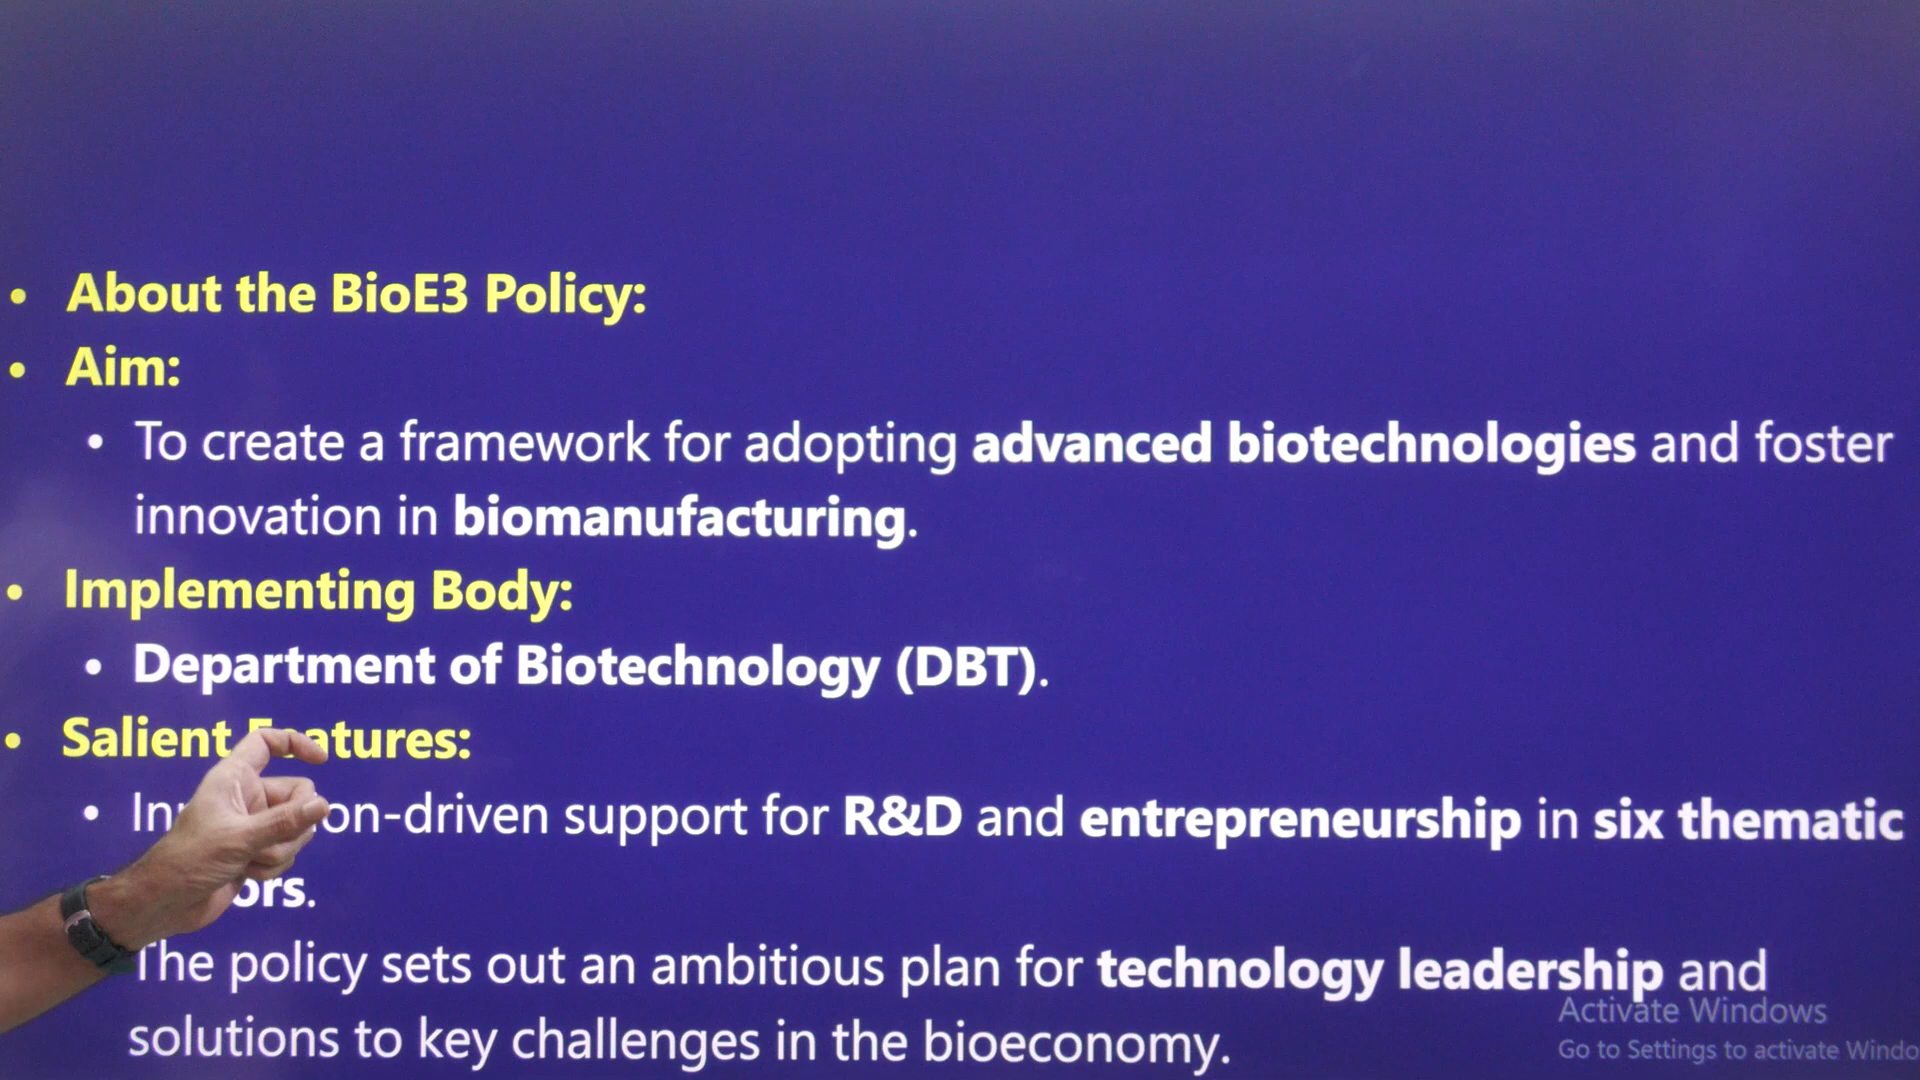 • About the BioE3 Policy:
• Aim:
• To create a framework for adopting advanced biotechnologies and foster
innovation in biomanufacturing.
• Implementing Body:
• Department of Biotechnology (DBT).
• Salient Features:
• driven support for R&D and entrepreneurship in six thematic
The policy sets out an ambitious plan for technology leadership and
solutions to key challenges in the bioeconomy.
Activate Windows
Go to Settings to activate